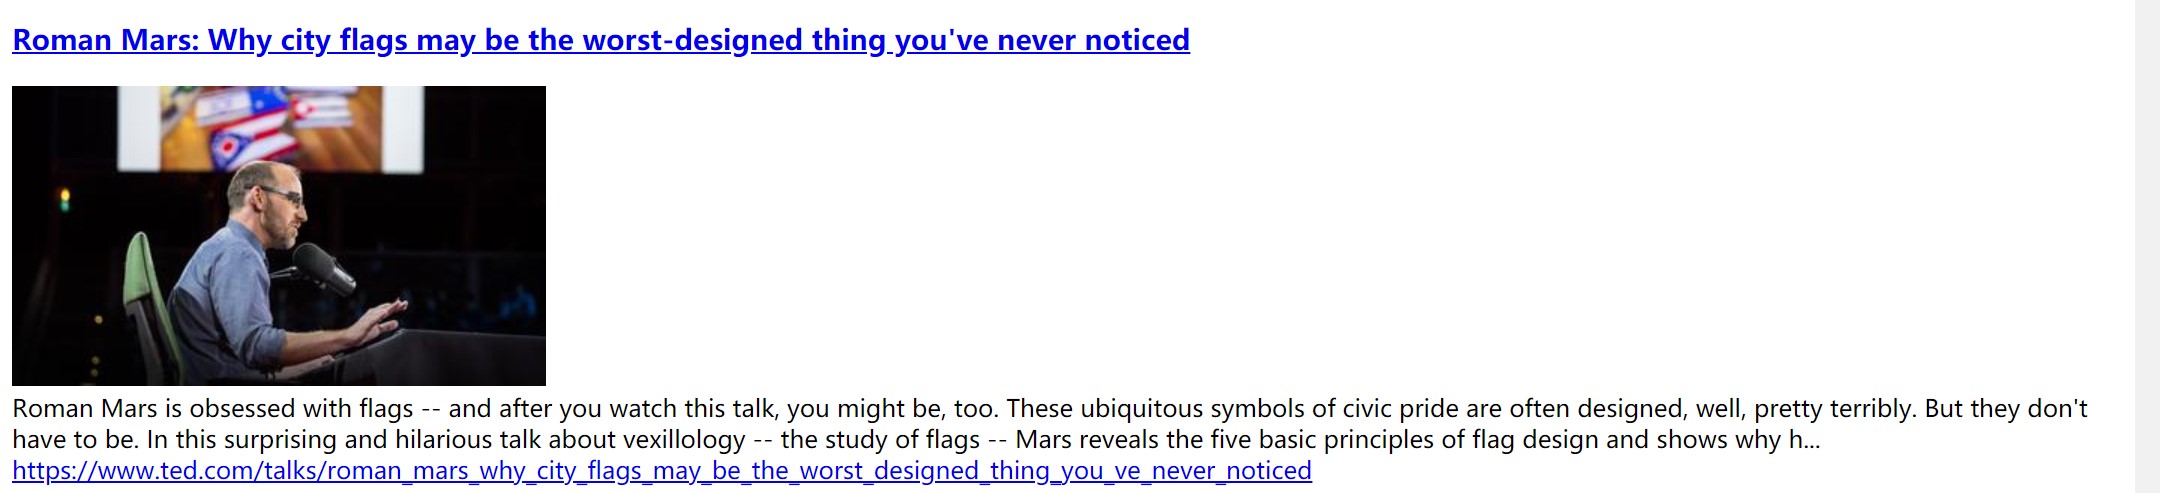 Roman Mars: Why city flags may be the worst-designed thing you've never noticed
Roman Mars is obsessed with flags -- and after you watch this talk, you might be, too. These ubiquitous symbols of civic pride are often designed, well, pretty terribly. But they don't
have to be. In this surprising and hilarious talk about vexillology -- the study of flags -- Mars reveals the five basic principles of flag design and shows why h...
https://www.ted.com/talks/roman_mars_why_city_flags_may_be_the_worst_designed_thing_you_ve_never_noticed